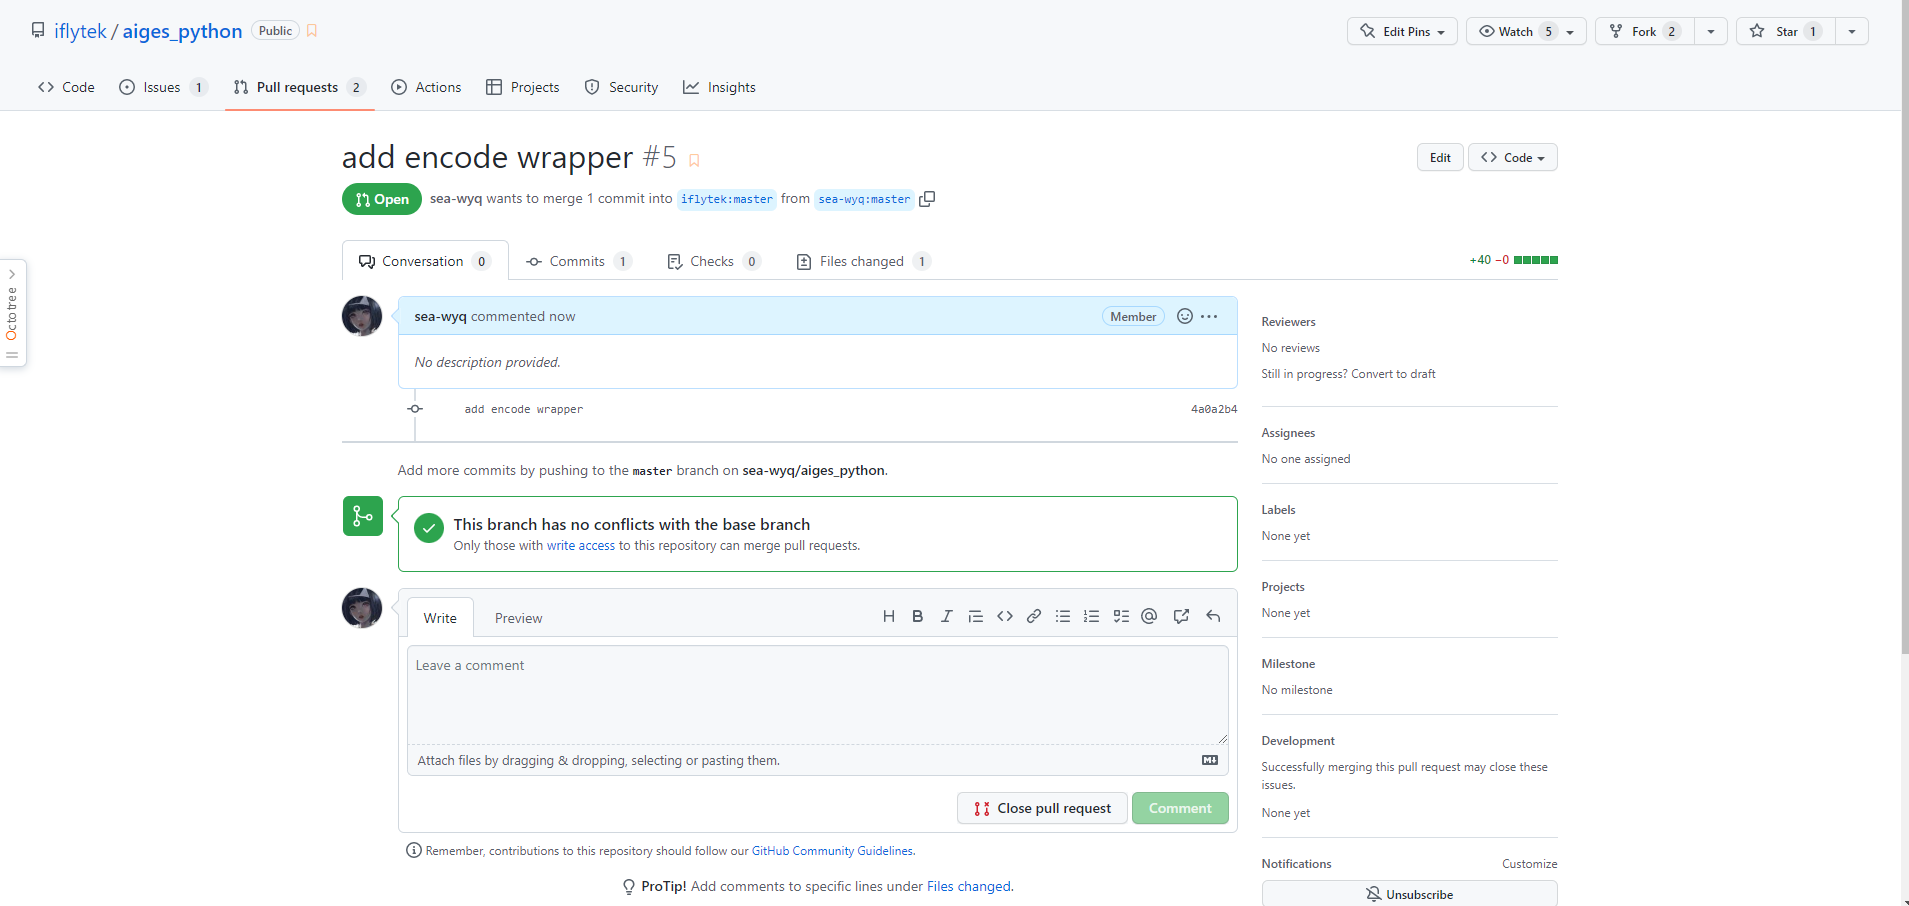 iflytek / aiges_python Public
Edit Pins
Watch 5
Fork 2
Star 1
Code
Issues 1
Pull requests 2
Actions
Projects
Security
Insights
add encode wrapper #5
Edit
Code
Open
sea-wyq wants to merge 1 commit into iflytek:master from sea-wyq:master
Conversation 0
Commits 1
Checks 0
Files changed 1
+40 −0
Octotree
sea-wyq commented now
Member
No description provided.
add encode wrapper
4a0a2b4
Add more commits by pushing to the master branch on sea-wyq/aiges_python.
This branch has no conflicts with the base branch
Only those with write access to this repository can merge pull requests.
Write
Preview
Leave a comment
Attach files by dragging & dropping, selecting or pasting them.
Close pull request
Comment
Remember, contributions to this repository should follow our GitHub Community Guidelines.
ProTip! Add comments to specific lines under Files changed.
Reviewers
No reviews
Still in progress? Convert to draft
Assignees
No one assigned
Labels
None yet
Projects
None yet
Milestone
No milestone
Development
Successfully merging this pull request may close these
issues.
None yet
Notifications
Customize
Unsubscribe